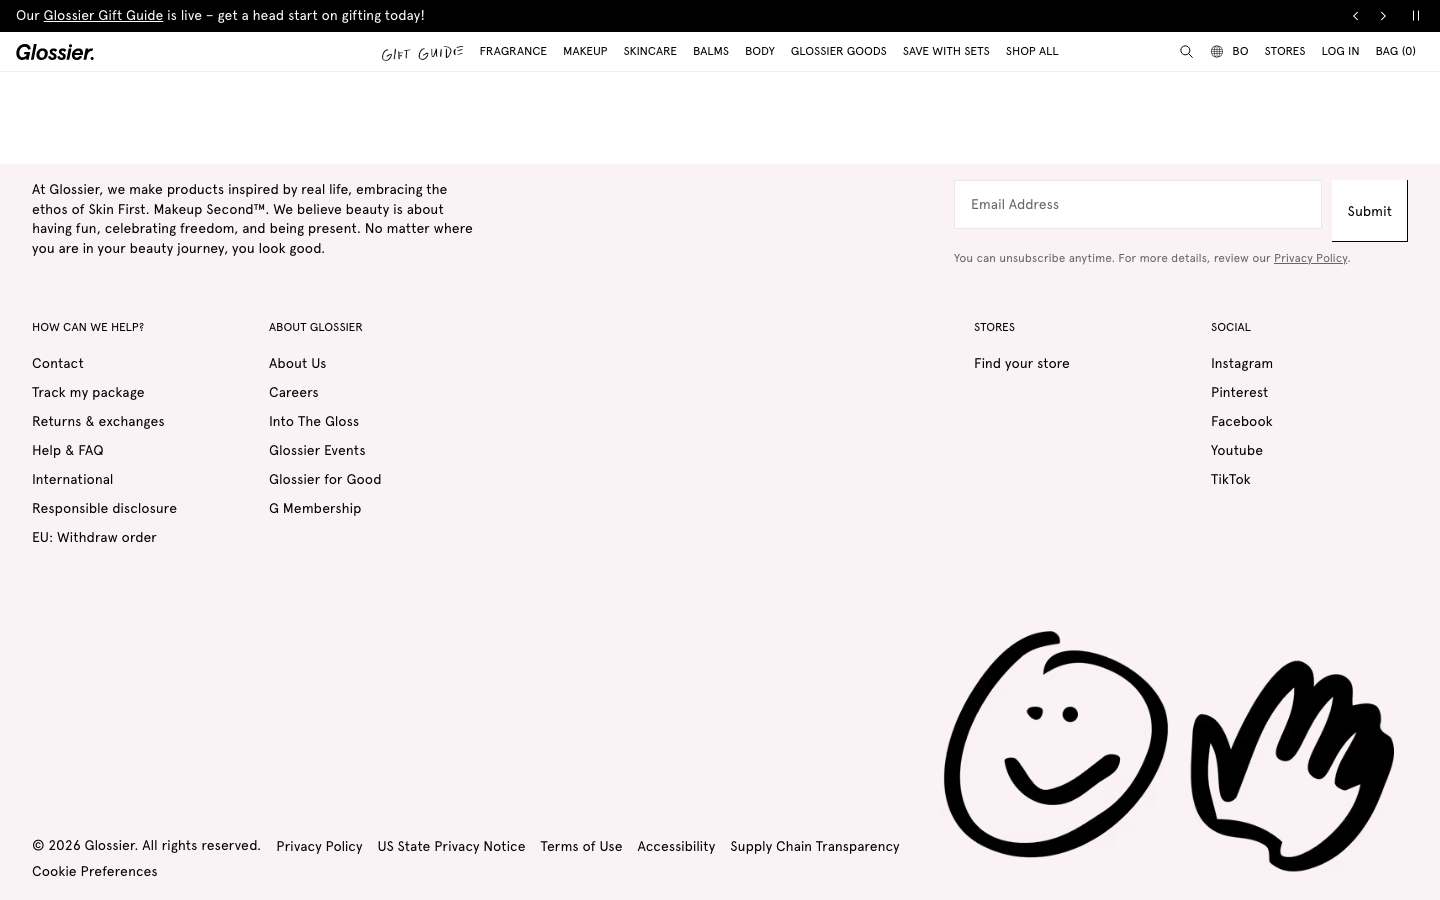 Our Glossier Gift Guide is live – get a head start on gifting today!
Glossier.
GIFT GUIDE FRAGRANCE MAKEUP SKINCARE BALMS BODY GLOSSIER GOODS SAVE WITH SETS SHOP ALL
BO STORES LOG IN BAG (0)
At Glossier, we make products inspired by real life, embracing the
ethos of Skin First. Makeup Second™. We believe beauty is about
having fun, celebrating freedom, and being present. No matter where
you are in your beauty journey, you look good.
Email Address
Submit
You can unsubscribe anytime. For more details, review our Privacy Policy.
HOW CAN WE HELP?
Contact
Track my package
Returns & exchanges
Help & FAQ
International
Responsible disclosure
EU: Withdraw order
ABOUT GLOSSIER
About Us
Careers
Into The Gloss
Glossier Events
Glossier for Good
G Membership
STORES
Find your store
SOCIAL
Instagram
Pinterest
Facebook
Youtube
TikTok
© 2026 Glossier. All rights reserved. Privacy Policy US State Privacy Notice Terms of Use Accessibility Supply Chain Transparency
Cookie Preferences